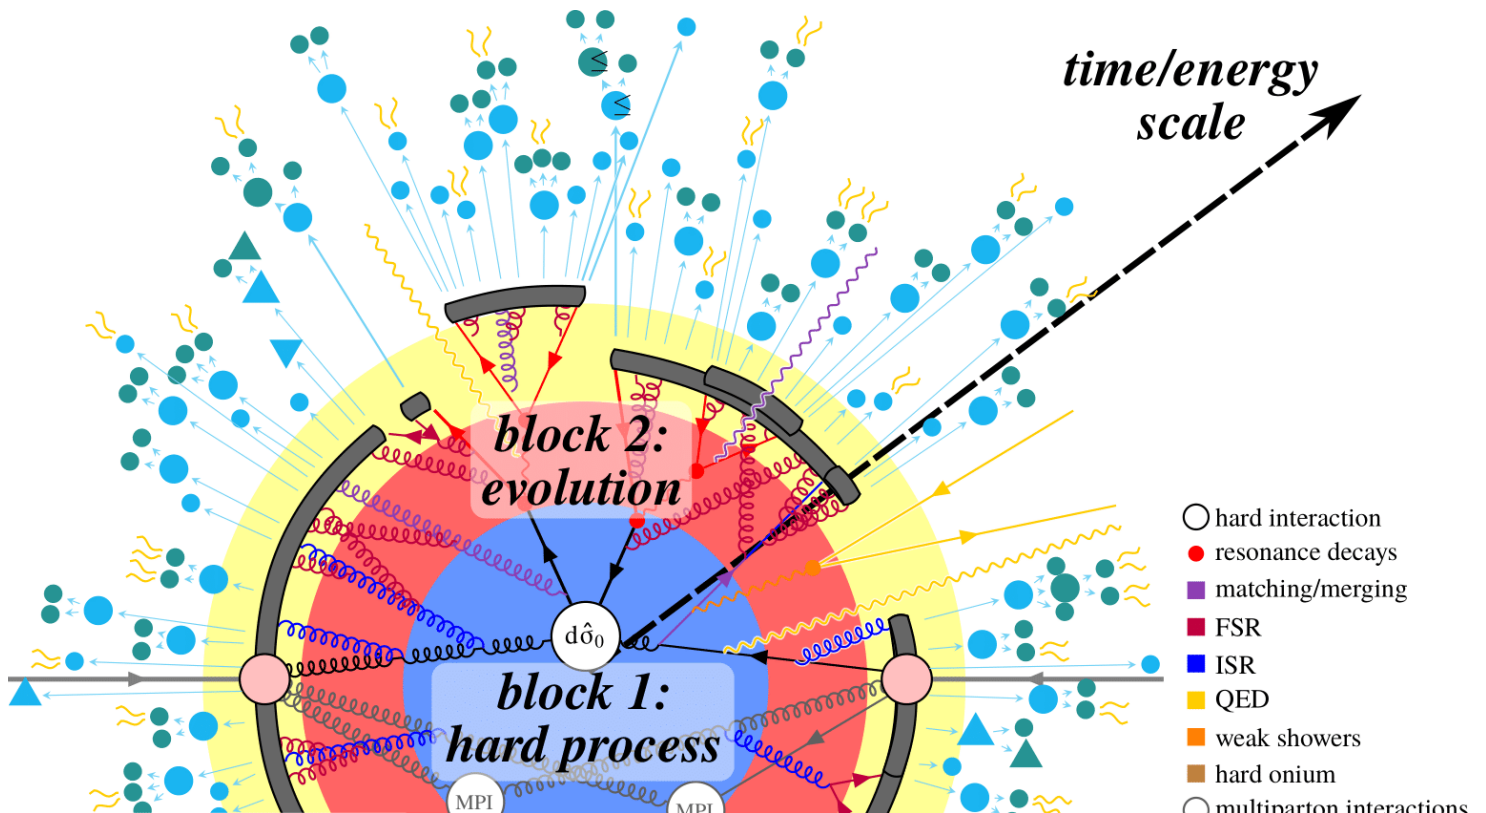 time/energy
scale
≤
≤
block 2:
evolution
hard interaction
resonance decays
matching/merging
FSR
ISR
QED
weak showers
hard onium
multiparton interactions
dσ̂₀
block 1:
hard process
MPI
MPI